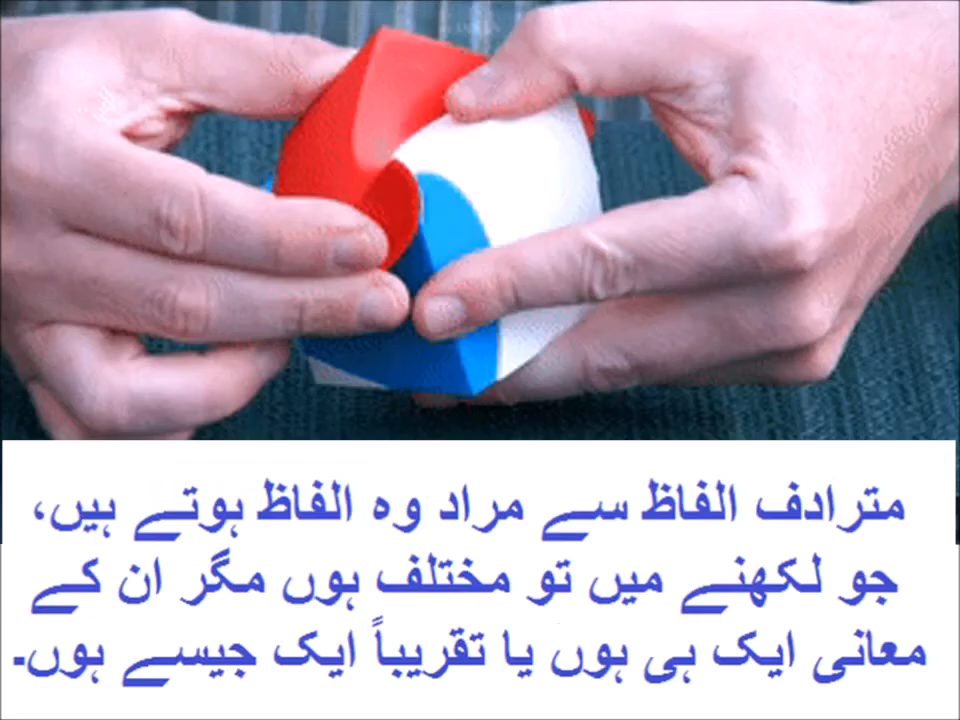 مترادف الفاظ سے مراد وہ الفاظ ہوتے ہیں،
جو لکھنے میں تو مختلف ہوں مگر ان کے
معانی ایک ہی ہوں یا تقریباً ایک جیسے ہوں۔